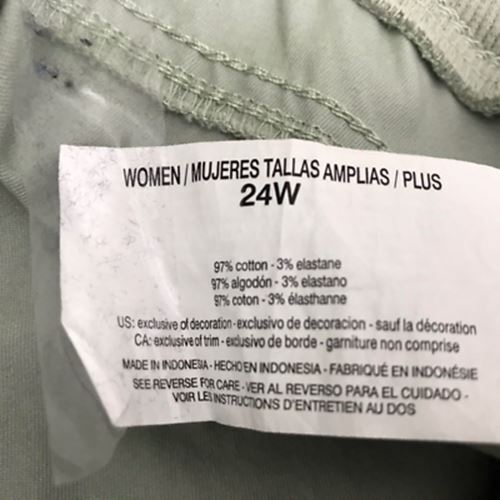 WOMEN / MUJERES TALLAS AMPLIAS / PLUS
24W
97% cotton - 3% elastane
97% algodón - 3% elastano
97% coton - 3% élasthanne
US: exclusive of decoration - exclusivo de decoracion - sauf la décoration
CA: exclusive of trim - exclusivo de borde - garniture non comprise
MADE IN INDONESIA - HECHO EN INDONESIA - FABRIQUÉ EN INDONÉSIE
SEE REVERSE FOR CARE - VER AL REVERSO PARA EL CUIDADO -
VOIR LES INSTRUCTIONS D'ENTRETIEN AU DOS